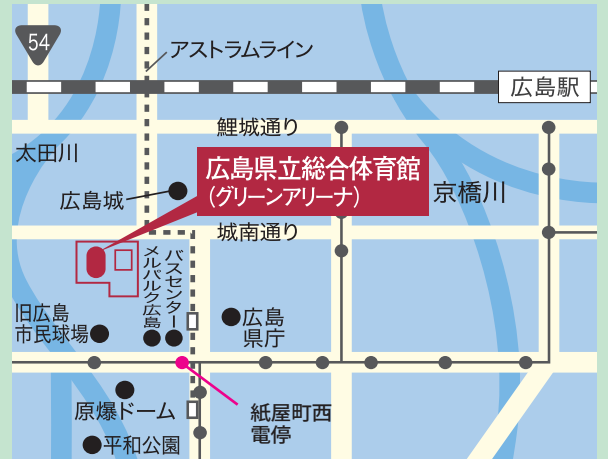 54
アストラムライン
広島駅
鯉城通り
太田川
広島県立総合体育館
(グリーンアリーナ)
広島城
京橋川
城南通り
メルパルク広島
バスセンター
旧広島
市民球場
広島
県庁
原爆ドーム
紙屋町西
電停
平和公園